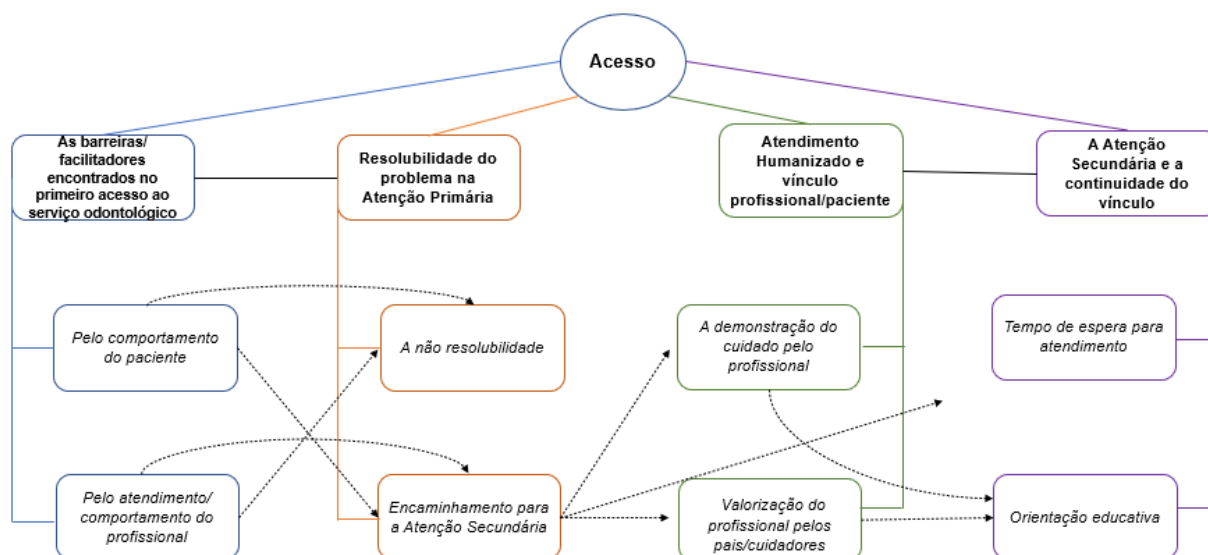 Acesso
As barreiras/
facilitadores
encontrados no
primeiro acesso ao
serviço odontológico
Resolubilidade do
problema na
Atenção Primária
Atendimento
Humanizado e
vínculo
profissional/paciente
A Atenção
Secundária e a
continuidade do
vínculo
Pelo comportamento
do paciente
A não resolubilidade
A demonstração do
cuidado pelo
profissional
Tempo de espera para
atendimento
Pelo atendimento/
comportamento do
profissional
Encaminhamento para
a Atenção Secundária
Valorização do
profissional pelos
pais/cuidadores
Orientação educativa